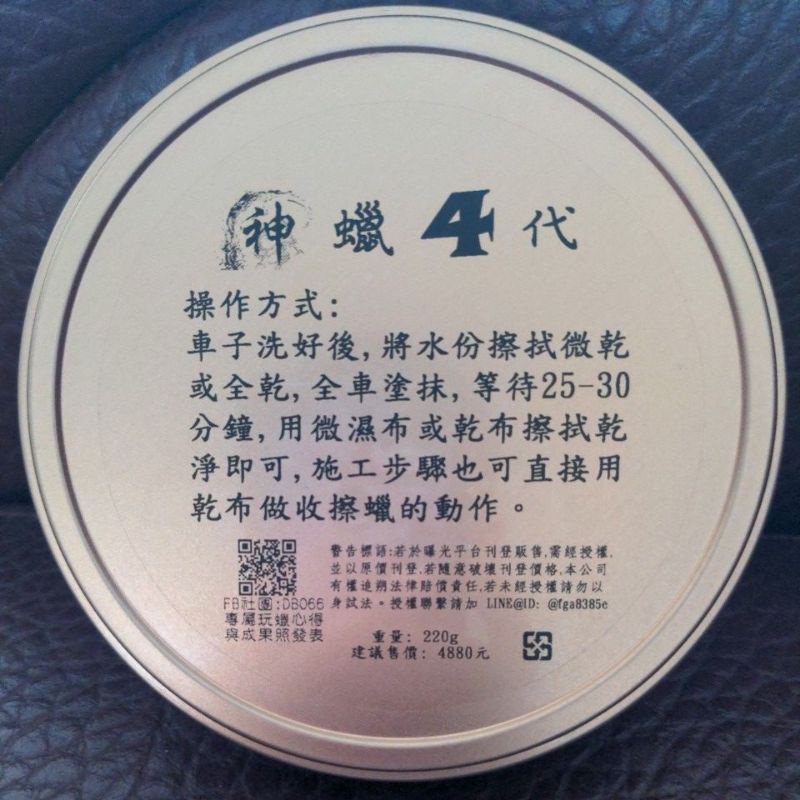 神蠟4代
操作方式:
車子洗好後,將水份擦拭微乾
或全乾,全車塗抹,等待25-30
分鐘,用微濕布或乾布擦拭乾
淨即可,施工步驟也可直接用
乾布做收擦蠟的動作。
警告標語:若於曝光平台刊登販售,需經授權,
並以原價刊登,若隨意破壞刊登價格,本公司
有權追朔法律賠償責任,若未經授權請勿以
身試法。授權聯繫請加 LINE@ID: @fga8385e
FB社團:DB066
專屬玩蠟心得
與成果照發表
重量: 220g
建議售價: 4880元